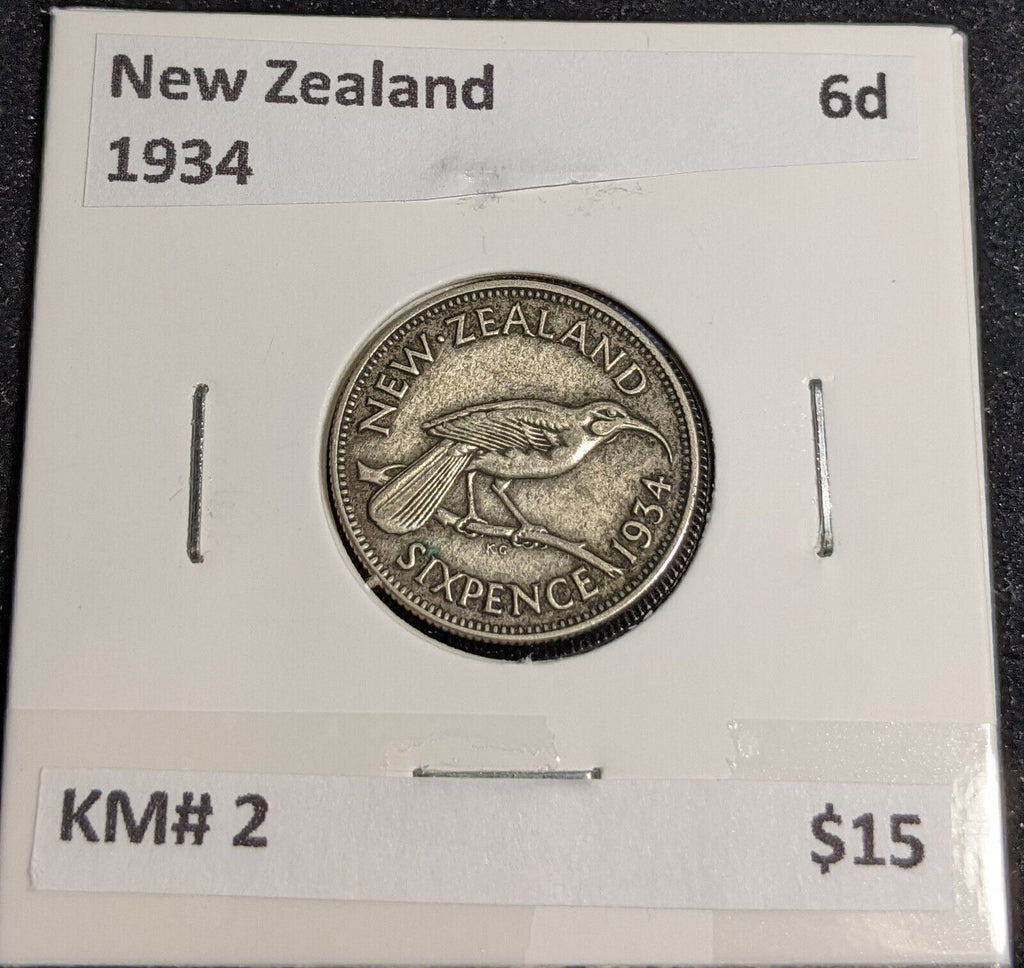 New Zealand 6d
1934
NEW·ZEALAND
1934
KG
SIXPENCE
KM# 2 $15